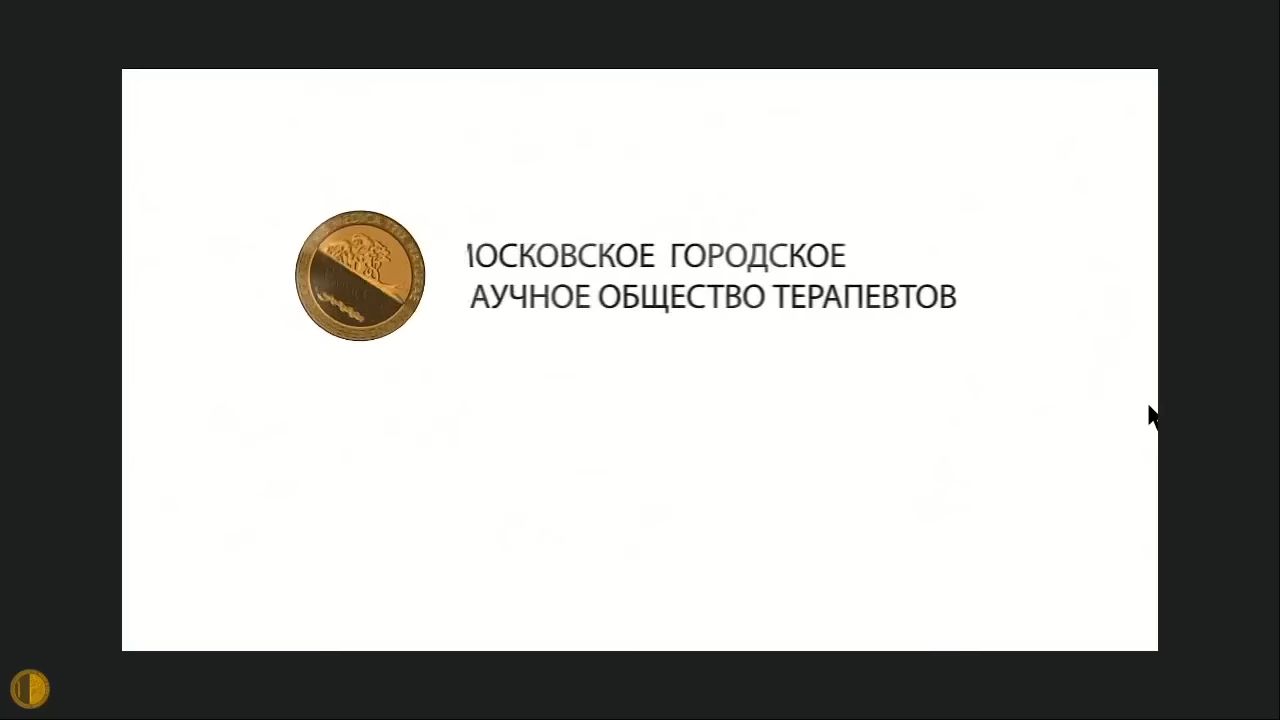 ОСКОВСКОЕ ГОРОДСКОЕ
АУЧНОЕ ОБЩЕСТВО ТЕРАПЕВТОВ